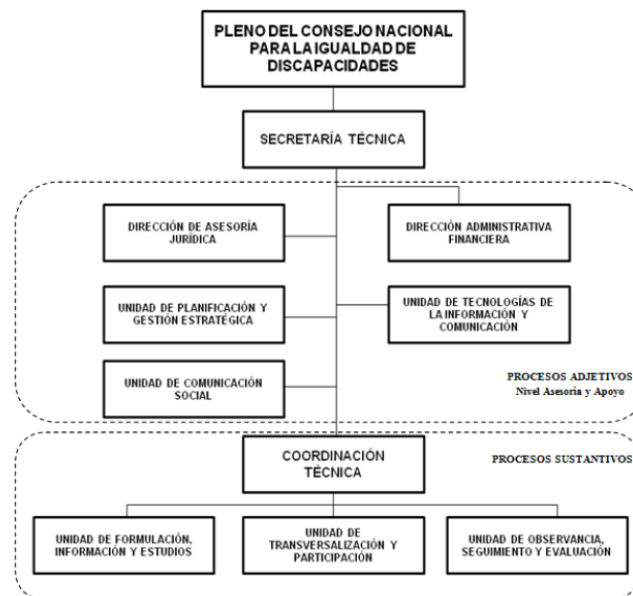 PLENO DEL CONSEJO NACIONAL
PARA LA IGUALDAD DE
DISCAPACIDADES
SECRETARÍA TÉCNICA
DIRECCIÓN DE ASESORÍA
JURÍDICA
DIRECCIÓN ADMINISTRATIVA
FINANCIERA
UNIDAD DE PLANIFICACIÓN Y
GESTIÓN ESTRATÉGICA
UNIDAD DE TECNOLOGÍAS DE
LA INFORMACIÓN Y
COMUNICACIÓN
UNIDAD DE COMUNICACIÓN
SOCIAL
PROCESOS ADJETIVOS
Nivel Asesoría y Apoyo
COORDINACIÓN
TÉCNICA
PROCESOS SUSTANTIVOS
UNIDAD DE FORMULACIÓN,
INFORMACIÓN Y ESTUDIOS
UNIDAD DE
TRANSVERSALIZACIÓN Y
PARTICIPACIÓN
UNIDAD DE OBSERVANCIA,
SEGUIMIENTO Y EVALUACIÓN